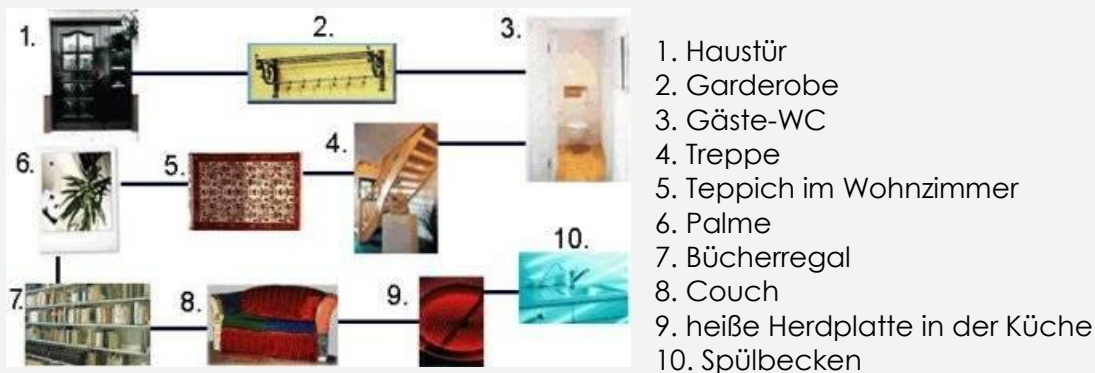 1.
2.
3.
6.
5.
4.
10.
7.
8.
9.
1. Haustür
2. Garderobe
3. Gäste-WC
4. Treppe
5. Teppich im Wohnzimmer
6. Palme
7. Bücherregal
8. Couch
9. heiße Herdplatte in der Küche
10. Spülbecken